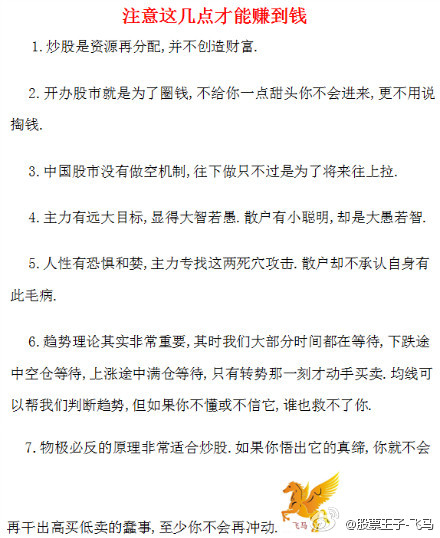 注意这几点才能赚到钱
1.炒股是资源再分配,并不创造财富.
2.开办股市就是为了圈钱,不给你一点甜头你不会进来,更不用说
掏钱.
3.中国股市没有做空机制,往下做只不过是为了将来往上拉.
4.主力有远大目标,显得大智若愚.散户有小聪明,却是大愚若智.
5.人性有恐惧和婪,主力专找这两死穴攻击.散户却不承认自身有
此毛病.
6.趋势理论其实非常重要,其时我们大部分时间都在等待,下跌途
中空仓等待,上涨途中满仓等待,只有转势那一刻才动手买卖.均线可
以帮我们判断趋势,但如果你不懂或不信它,谁也救不了你.
7.物极必反的原理非常适合炒股.如果你悟出它的真缔,你就不会
再干出高买低卖的蠢事,至少你不会再冲动.
飞马
@股票王子-飞马